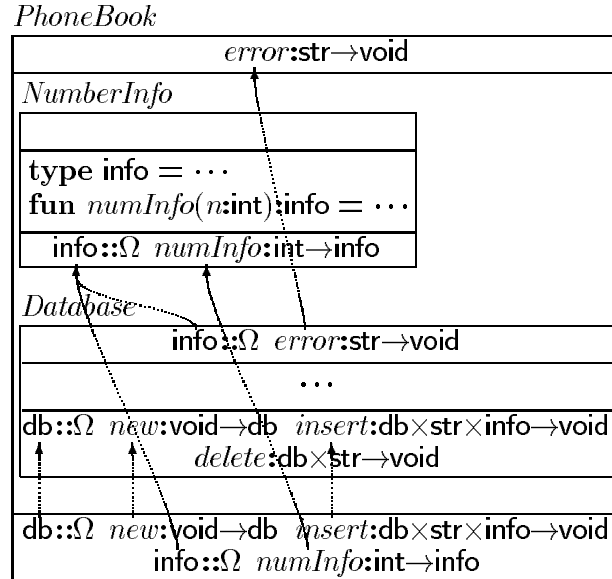 PhoneBook
error:str→void
NumberInfo
type info = ···
fun numInfo(n:int):info = ···
info::Ω numInfo:int→info
Database
info::Ω error:str→void
···
db::Ω new:void→db insert:db×str×info→void
delete:db×str→void
db::Ω new:void→db insert:db×str×info→void
info::Ω numInfo:int→info